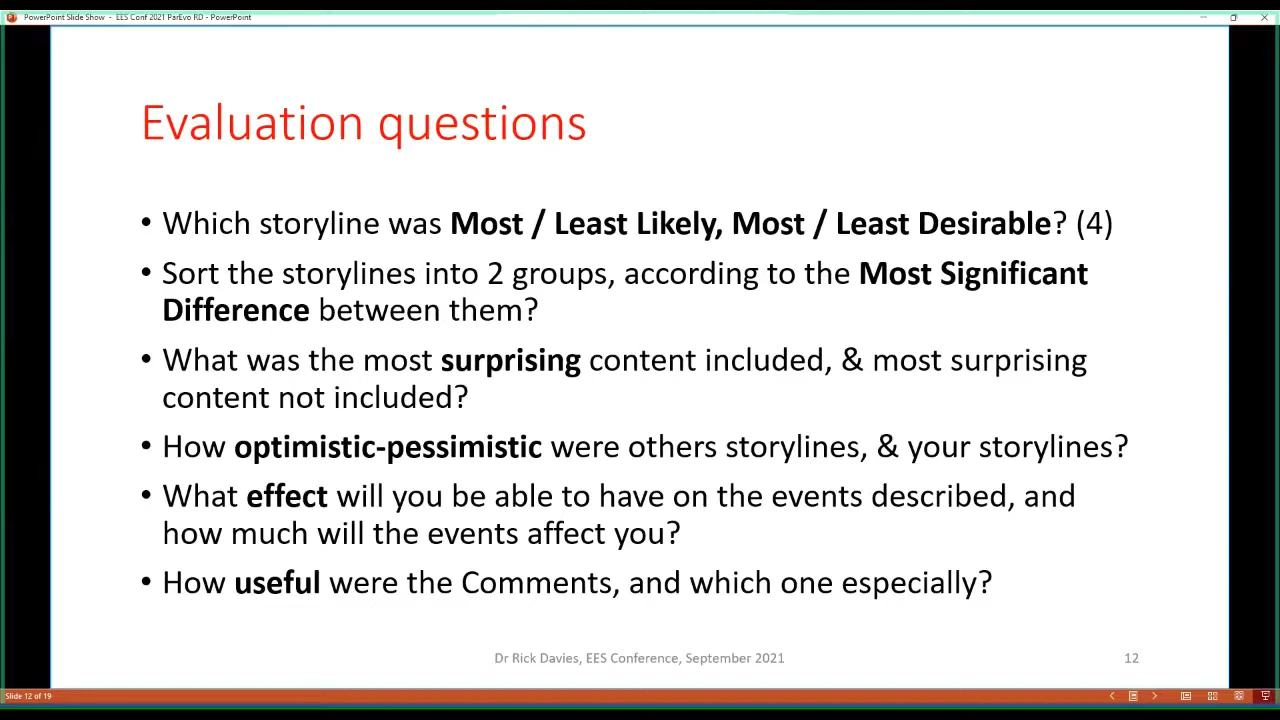 PowerPoint Slide Show - EES Conf 2021 ParEvo RD - PowerPoint
Evaluation questions
• Which storyline was Most / Least Likely, Most / Least Desirable? (4)
• Sort the storylines into 2 groups, according to the Most Significant
Difference between them?
• What was the most surprising content included, & most surprising
content not included?
• How optimistic-pessimistic were others storylines, & your storylines?
• What effect will you be able to have on the events described, and
how much will the events affect you?
• How useful were the Comments, and which one especially?
Dr Rick Davies, EES Conference, September 2021
12
Slide 12 of 19